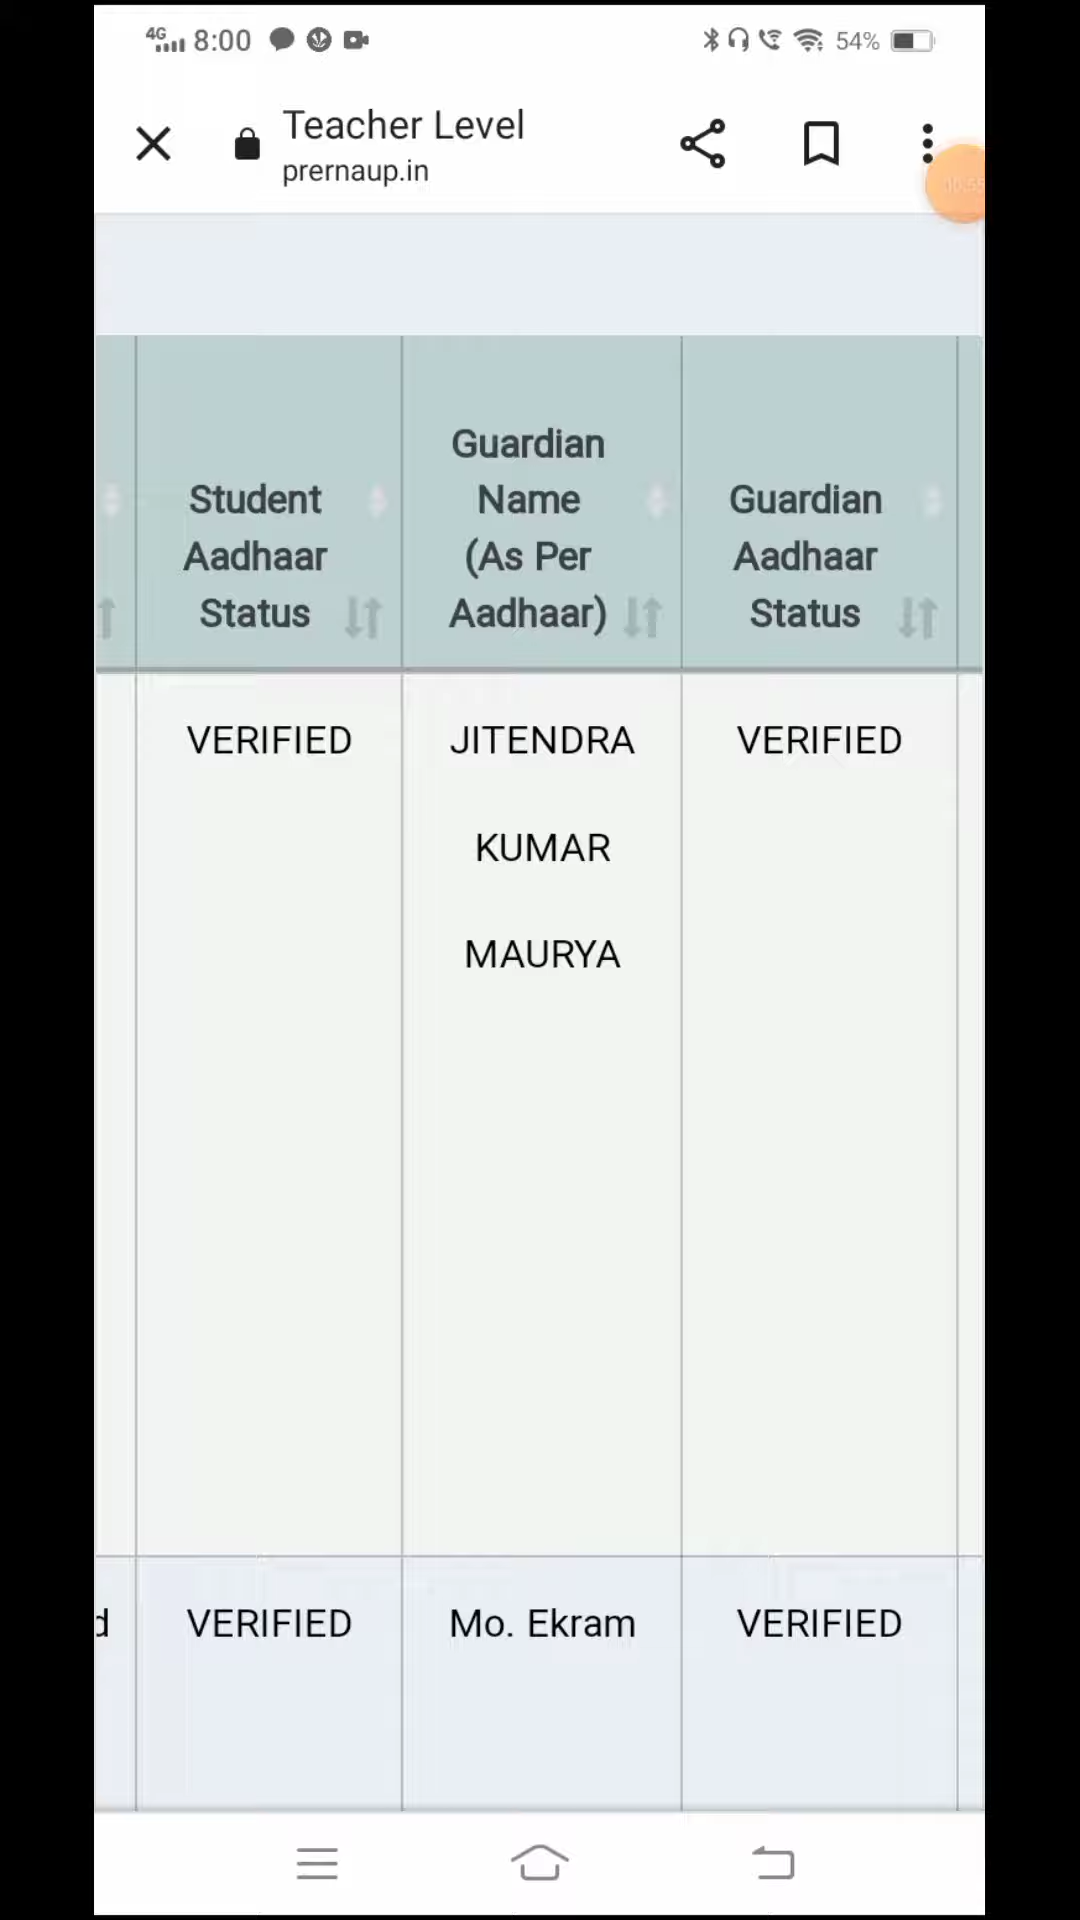 4G 8:00 54%
Teacher Level
prernaup.in
Student Aadhaar Status
Guardian Name (As Per Aadhaar)
Guardian Aadhaar Status
VERIFIED JITENDRA VERIFIED
KUMAR
MAURYA
d VERIFIED Mo. Ekram VERIFIED